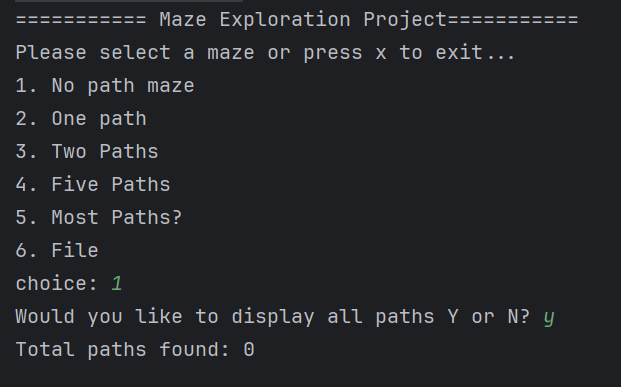 =========== Maze Exploration Project===========
Please select a maze or press x to exit...
1. No path maze
2. One path
3. Two Paths
4. Five Paths
5. Most Paths?
6. File
choice: 1
Would you like to display all paths Y or N? y
Total paths found: 0